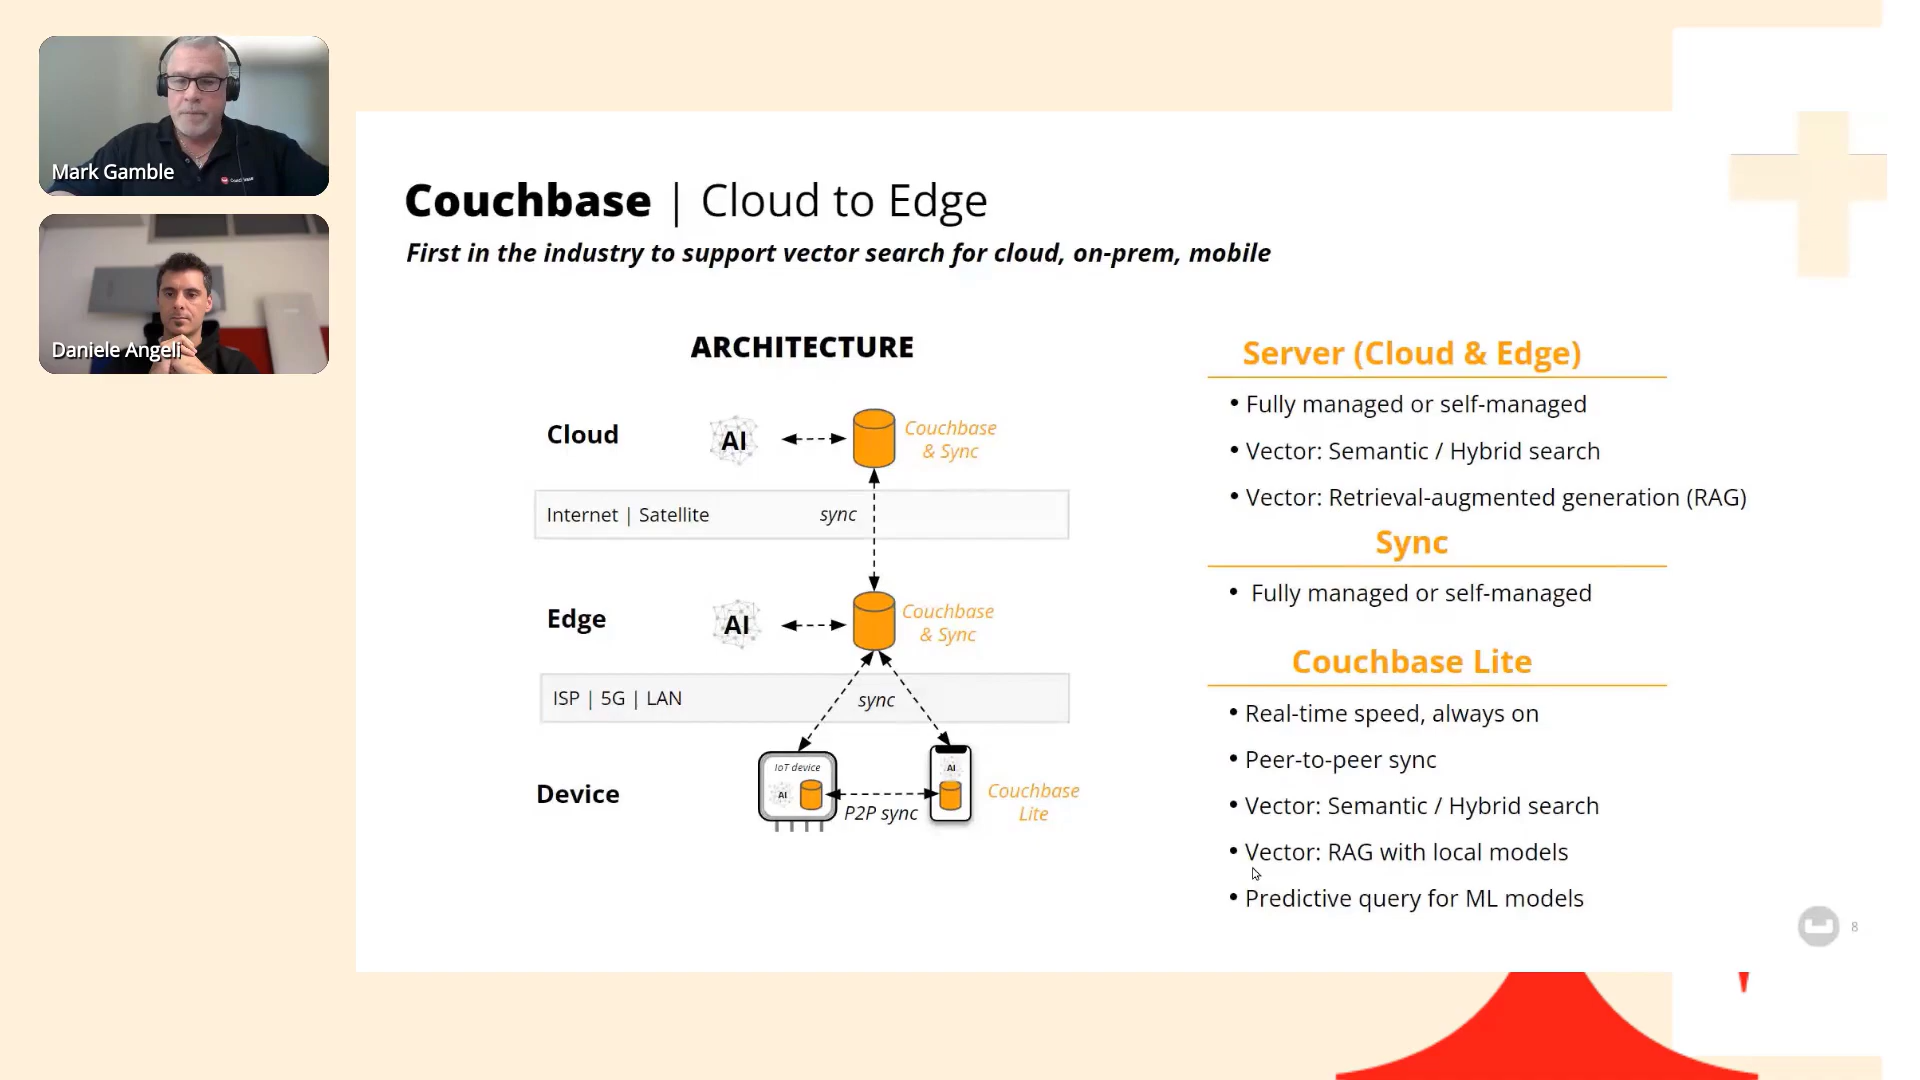 Mark Gamble
Daniele Angeli
Couchbase | Cloud to Edge
First in the industry to support vector search for cloud, on-prem, mobile
ARCHITECTURE
Cloud
AI
Couchbase
& Sync
Internet | Satellite
sync
Edge
AI
Couchbase
& Sync
ISP | 5G | LAN
sync
Device
IoT device
AI
P2P sync
AI
Couchbase
Lite
Server (Cloud & Edge)
• Fully managed or self-managed
• Vector: Semantic / Hybrid search
• Vector: Retrieval-augmented generation (RAG)
Sync
• Fully managed or self-managed
Couchbase Lite
• Real-time speed, always on
• Peer-to-peer sync
• Vector: Semantic / Hybrid search
• Vector: RAG with local models
• Predictive query for ML models
8